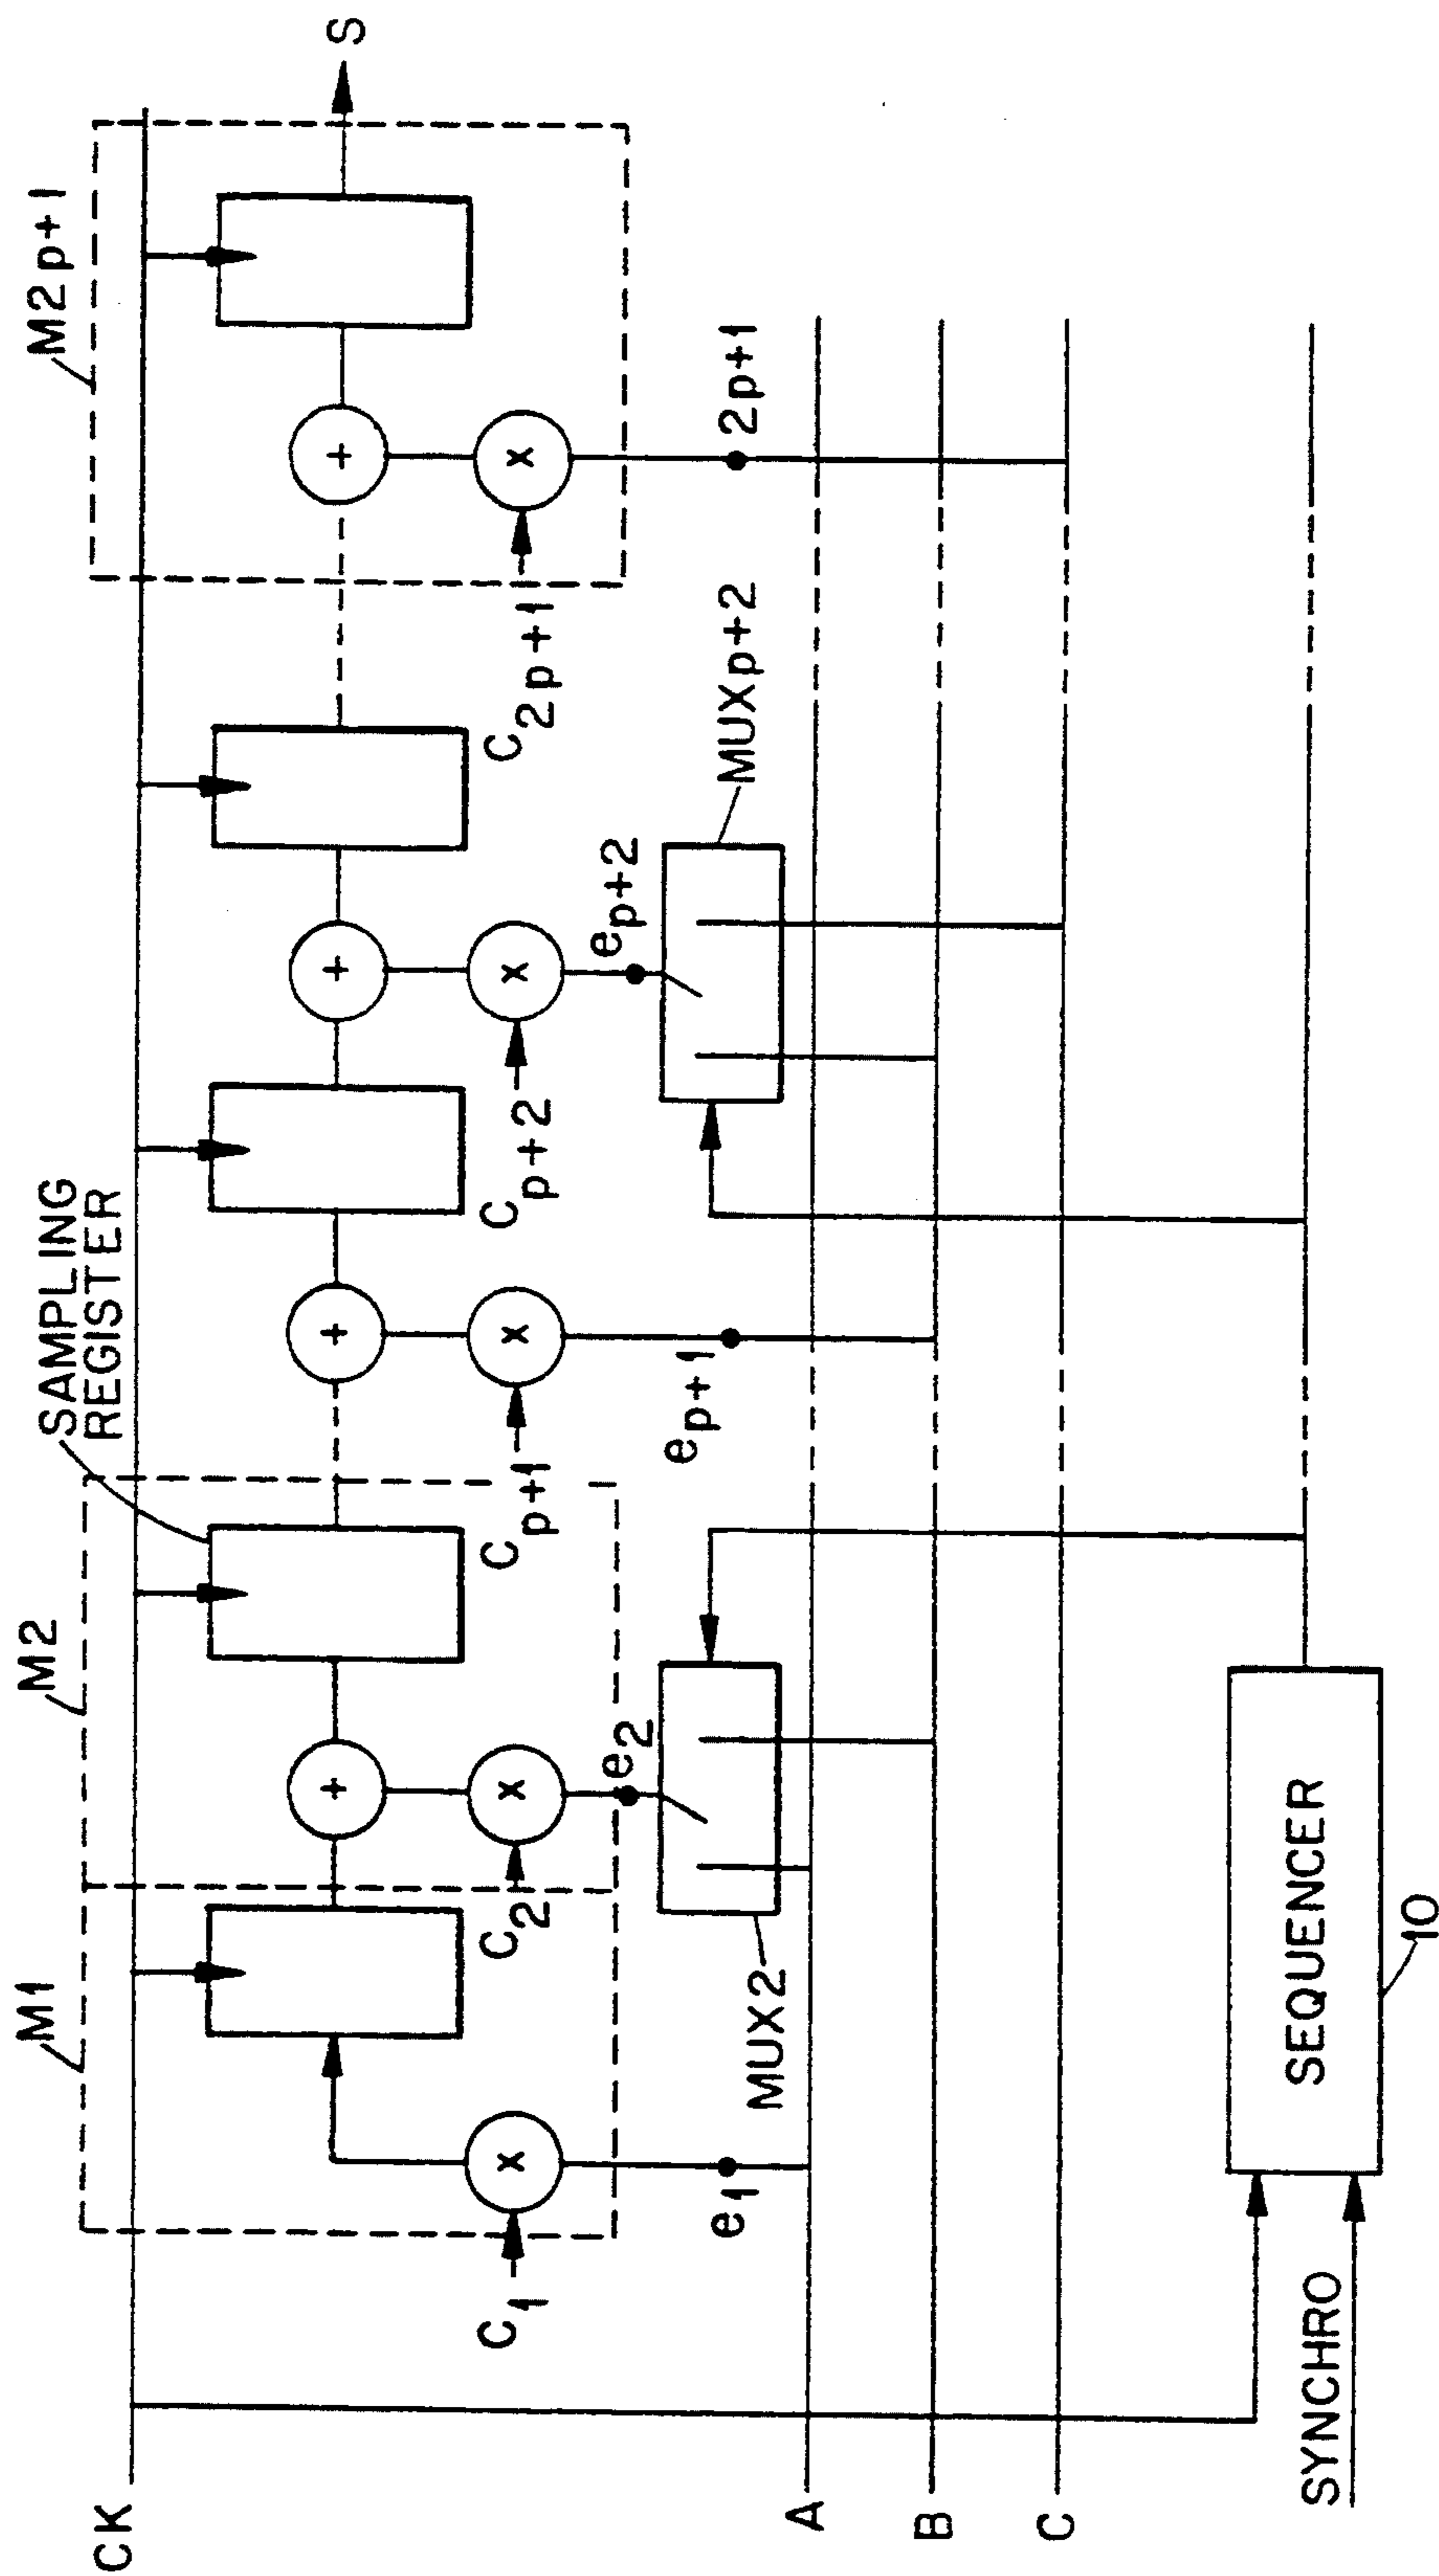 M1
M2
SAMPLING
REGISTER
M2p+1
CK
S
+
+
+
+
C1
x
C2
x
Cp+1
x
Cp+2
x
C2p+1
x
e1
e2
ep+1
ep+2
2p+1
MUX2
MUXp+2
A
B
C
SYNCHRO
SEQUENCER
10